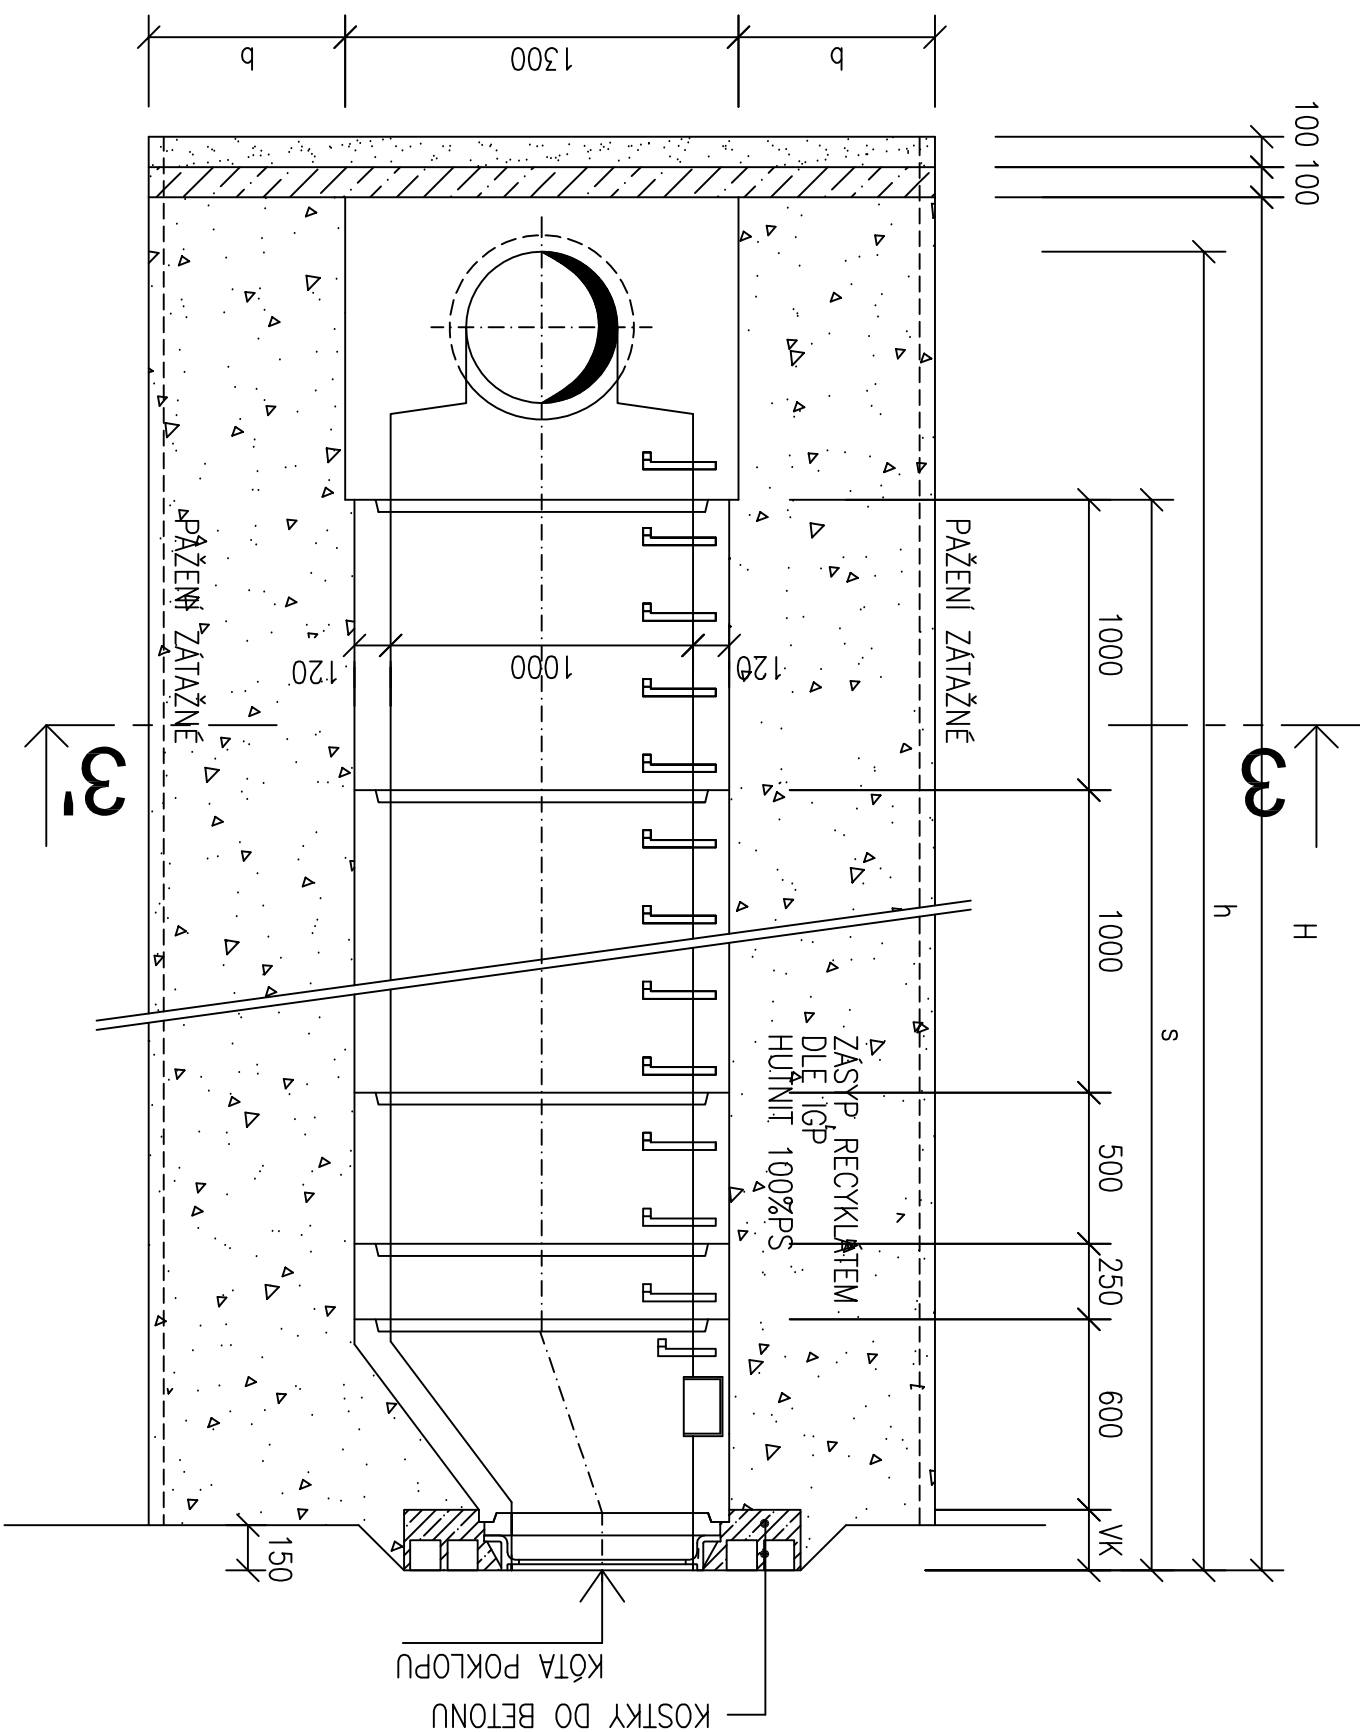 b
1300
b
100 100
PAŽENÍ ZÁTAŽNÉ
PAŽENÍ ZÁTAŽNÉ
120
1000
120
1000
3'
3
1000
h
H
s
ZÁSYP RECYKLÁTEM
DLE IGP,
HUTNIT 100%PS
500
250
600
VK
150
KÓTA POKLOPU
KOSTKY DO BETONU